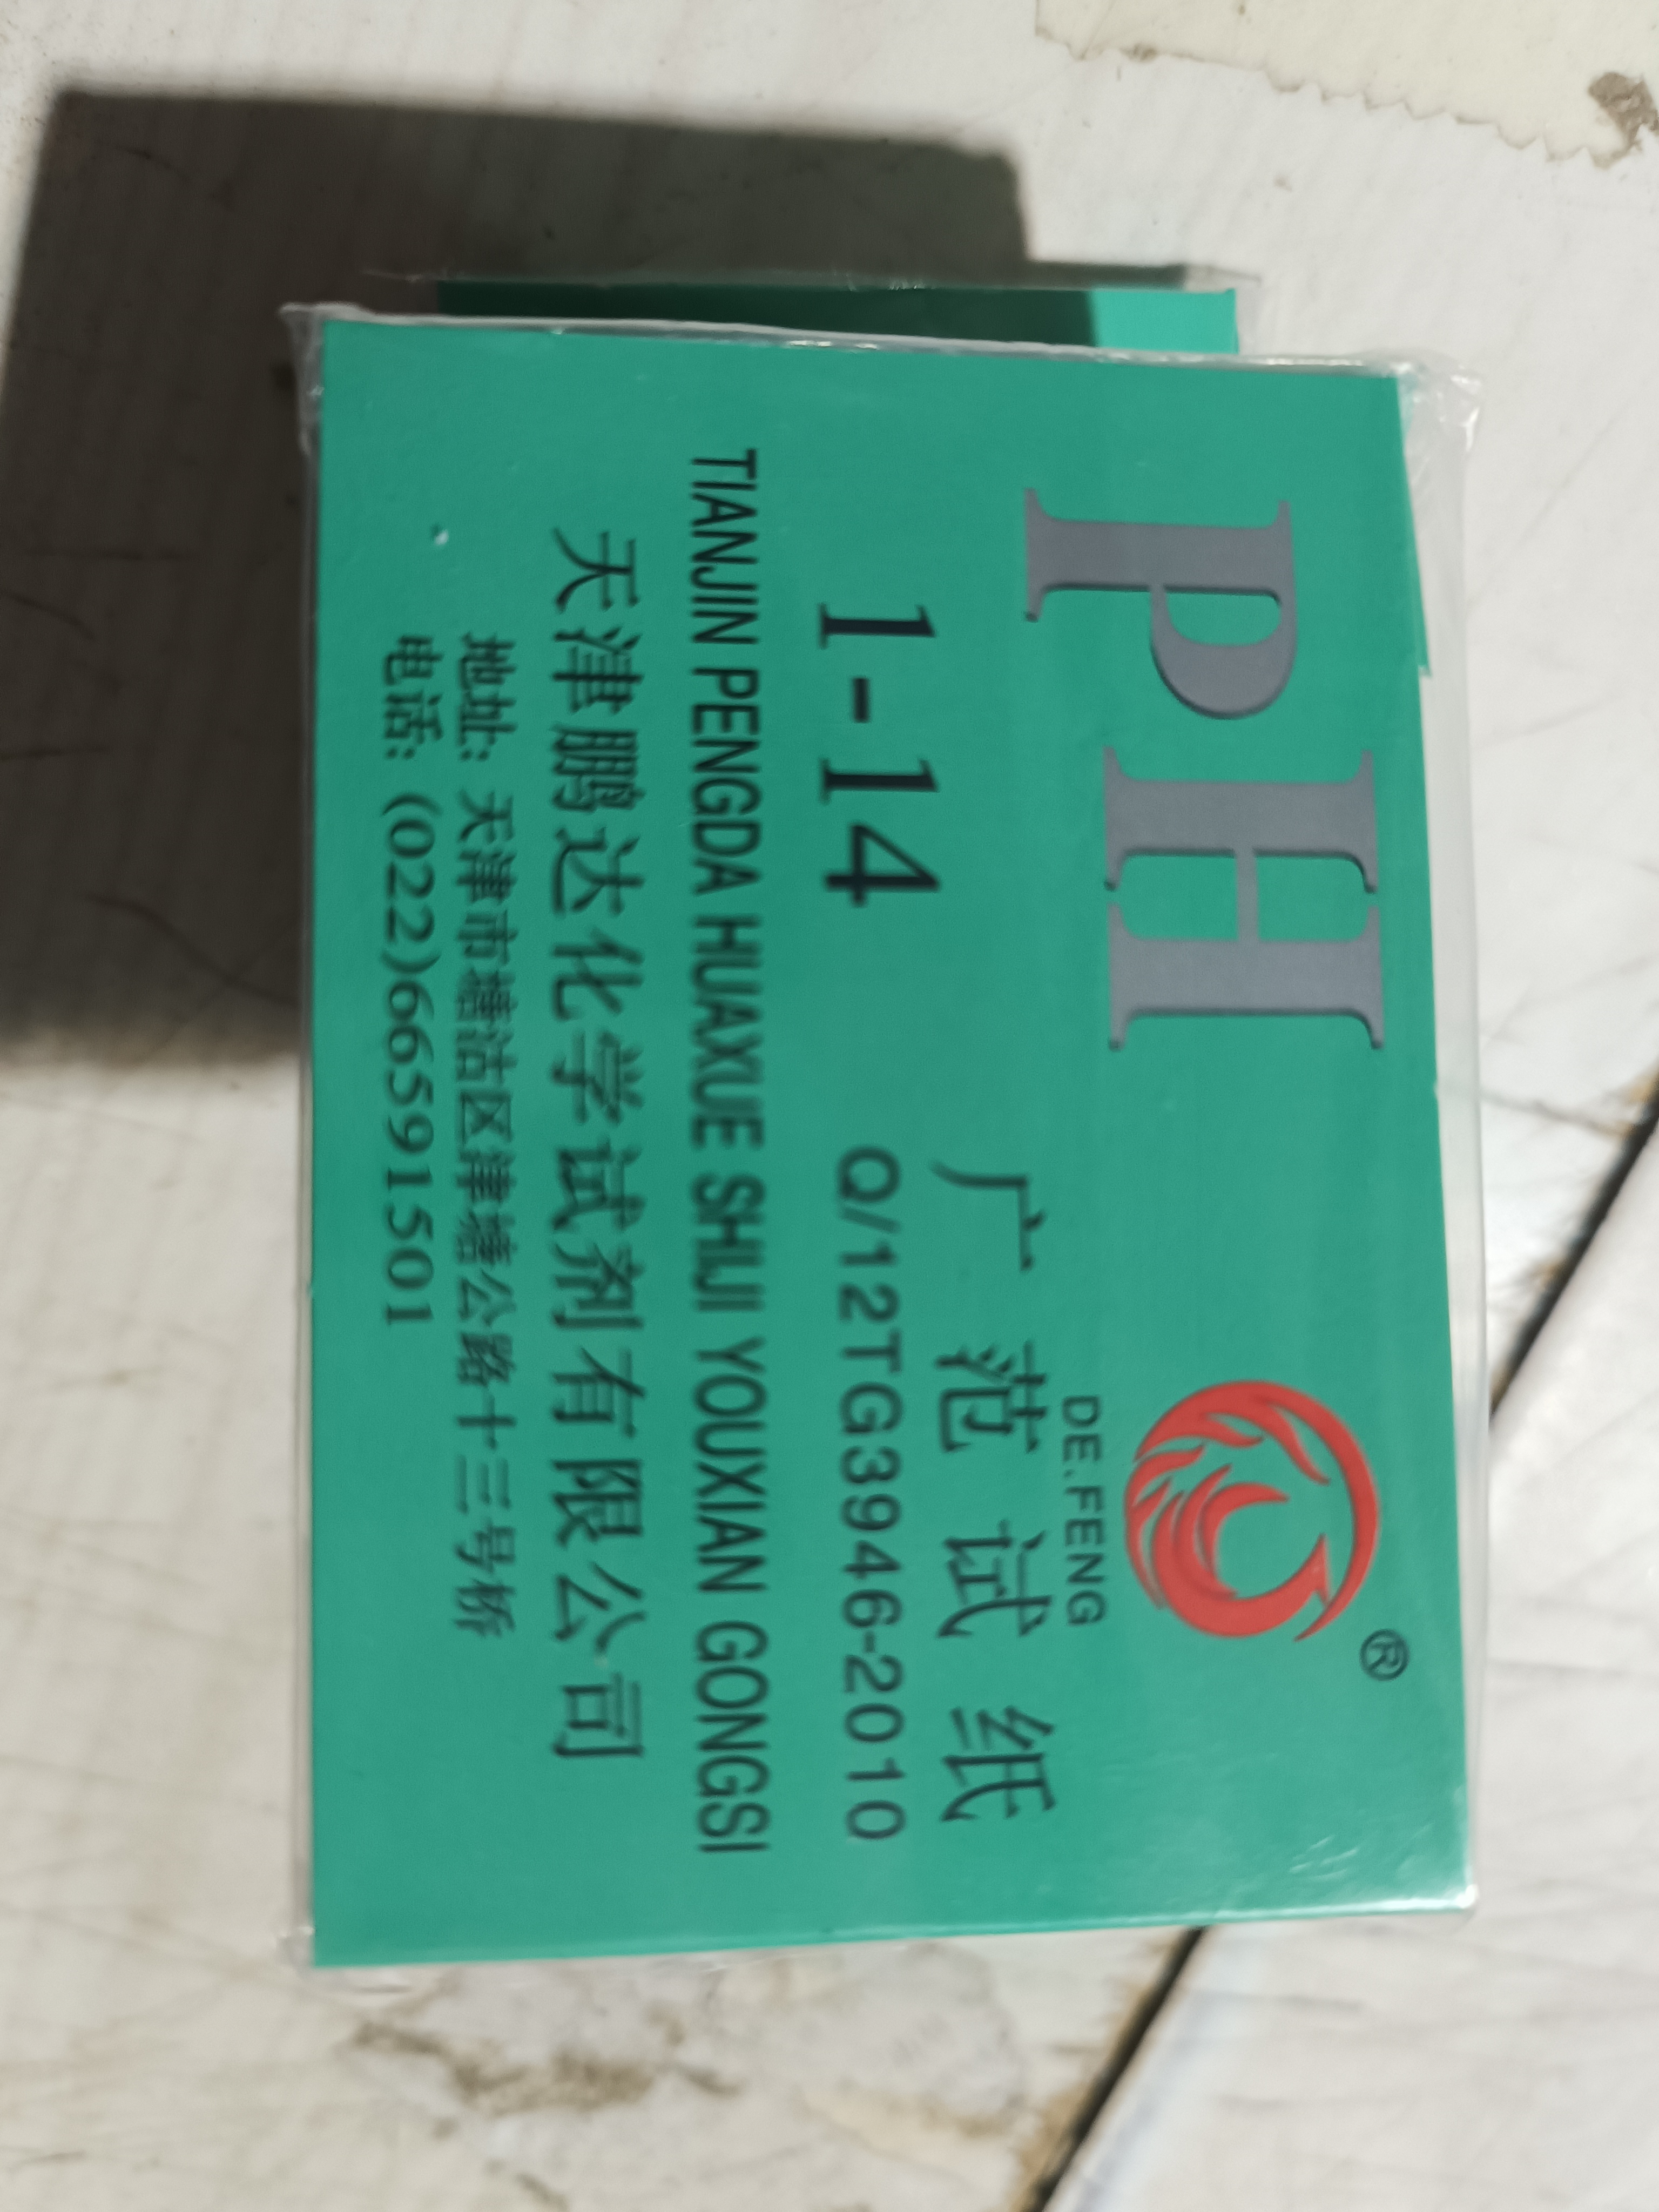 PH
®
DE.FENG
广范试纸
1-14
Q/12TG3946-2010
TIANJIN PENGDA HUAXUE SHIJI YOUXIAN GONGSI
天津鹏达化学试剂有限公司
地址：天津市塘沽区津塘公路十三号桥
电话：(022)66591501